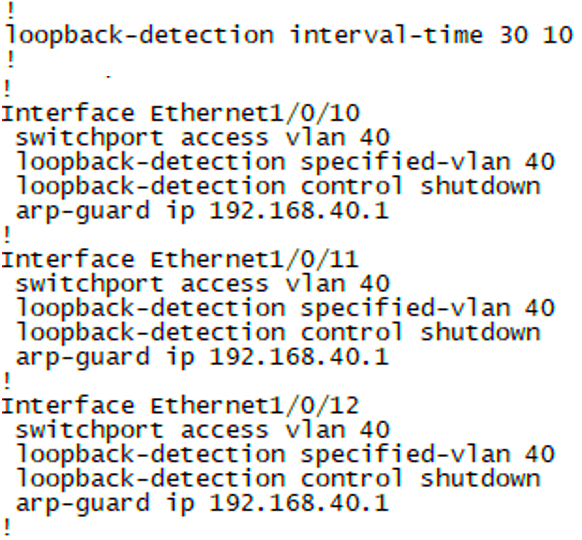 !
loopback-detection interval-time 30 10
!
!
Interface Ethernet1/0/10
switchport access vlan 40
loopback-detection specified-vlan 40
loopback-detection control shutdown
arp-guard ip 192.168.40.1
!
Interface Ethernet1/0/11
switchport access vlan 40
loopback-detection specified-vlan 40
loopback-detection control shutdown
arp-guard ip 192.168.40.1
!
Interface Ethernet1/0/12
switchport access vlan 40
loopback-detection specified-vlan 40
loopback-detection control shutdown
arp-guard ip 192.168.40.1
!